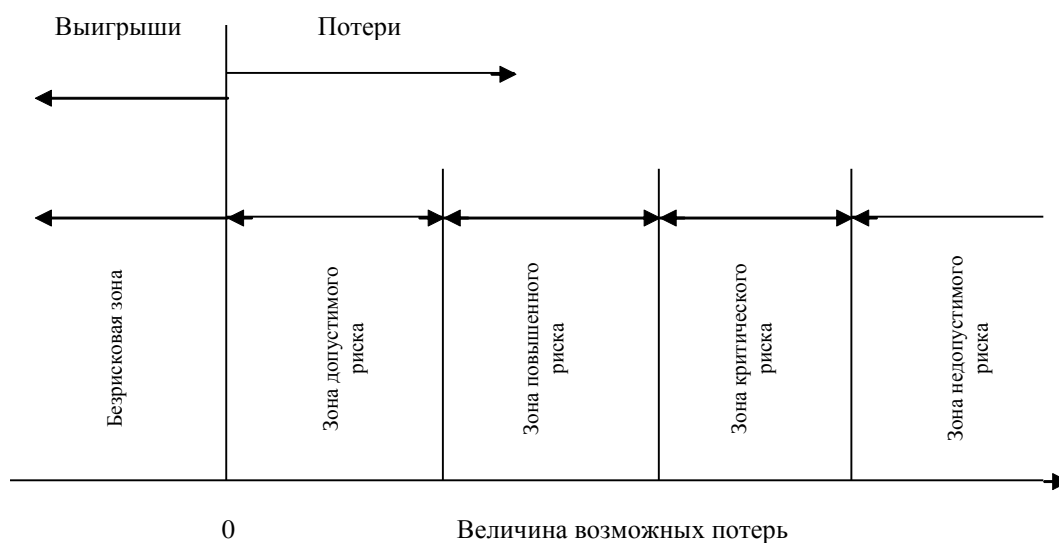 Выигрыши
Потери
Безрисковая зона
Зона допустимого
риска
Зона повышенного
риска
Зона критического
риска
Зона недопустимого
риска
0
Величина возможных потерь